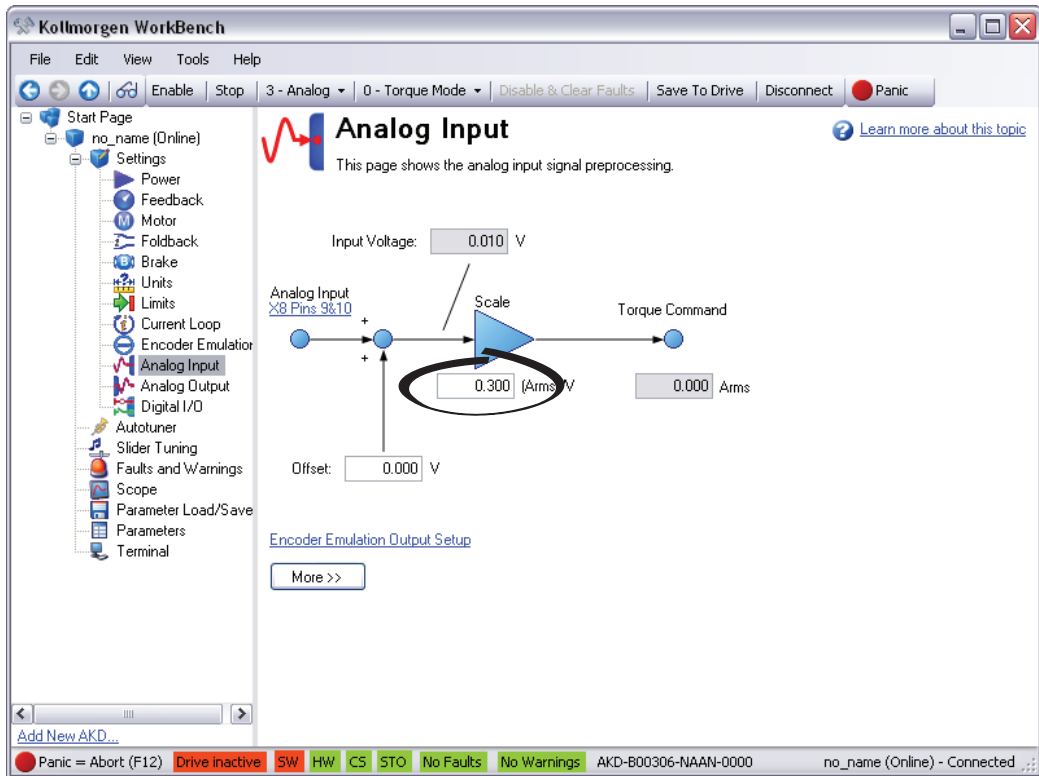 Kollmorgen WorkBench
File Edit View Tools Help
Enable Stop 3 - Analog 0 - Torque Mode Disable & Clear Faults Save To Drive Disconnect Panic
Start Page
no_name (Online)
Settings
Power
Feedback
Motor
Foldback
Brake
Units
Limits
Current Loop
Encoder Emulation
Analog Input
Analog Output
Digital I/O
Autotuner
Slider Tuning
Faults and Warnings
Scope
Parameter Load/Save
Parameters
Terminal
Add New AKD...
Analog Input
Learn more about this topic
This page shows the analog input signal preprocessing.
Input Voltage: 0.010 V
Analog Input
X8 Pins 9&10
+
+
Scale
Torque Command
0.300 (Arms)/V
0.000 Arms
Offset: 0.000 V
Encoder Emulation Output Setup
More >>
Panic = Abort (F12) Drive inactive SW HW CS STO No Faults No Warnings AKD-B00306-NAAN-0000 no_name (Online) - Connected